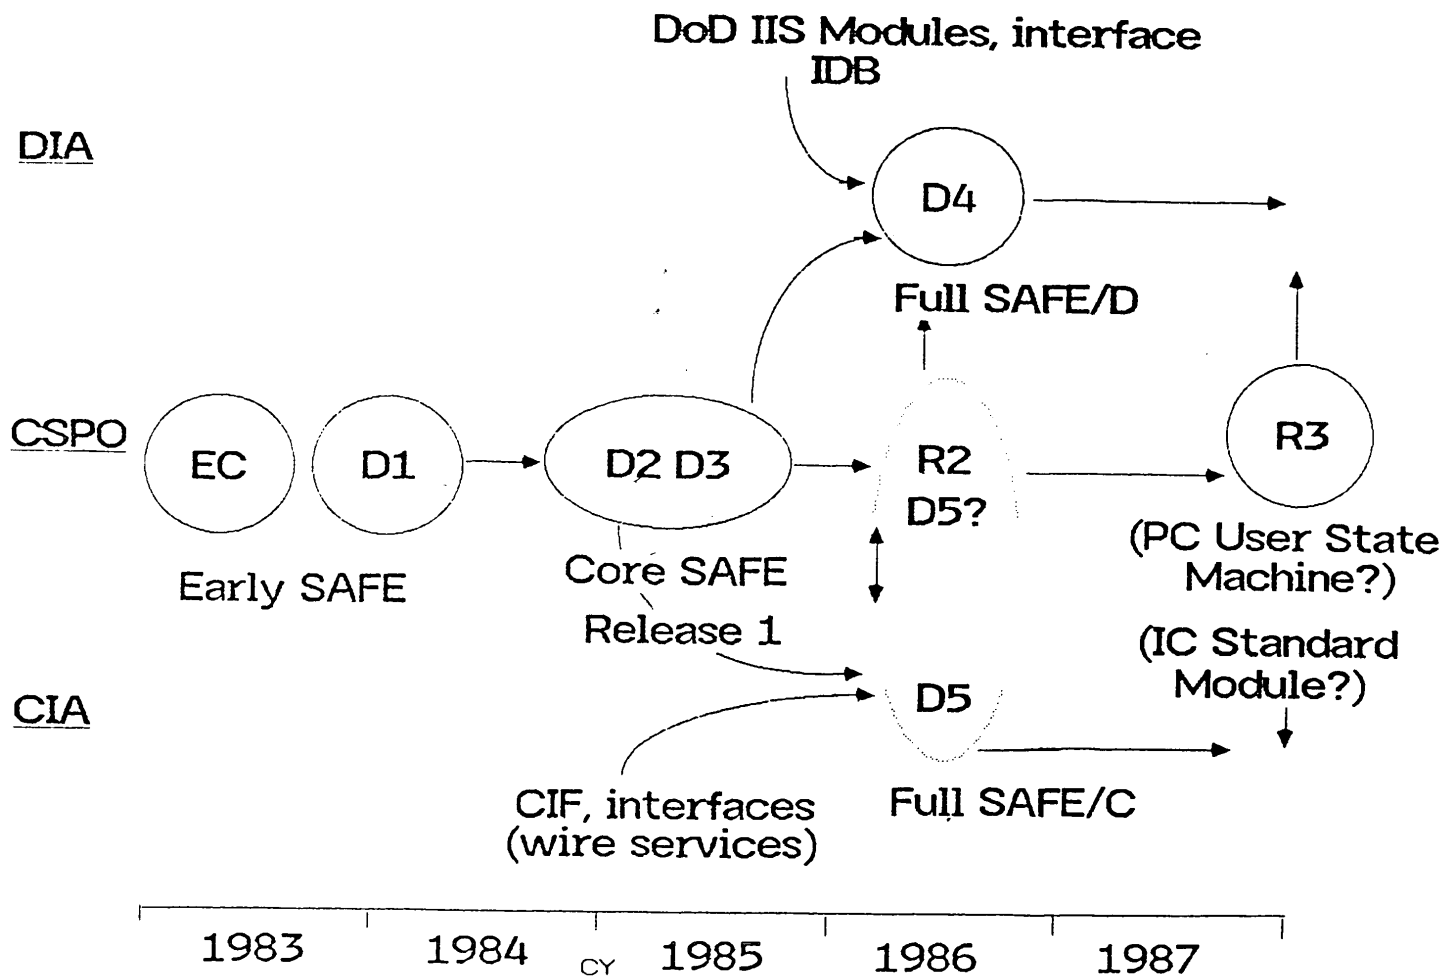 DoD IIS Modules, interface
IDB
DIA
D4
Full SAFE/D
CSPO
EC
D1
D2 D3
R2
D5?
R3
Early SAFE
Core SAFE
Release 1
(PC User State
Machine?)
(IC Standard
Module?)
CIA
D5
CIF, interfaces
(wire services)
Full SAFE/C
1983
1984
CY
1985
1986
1987